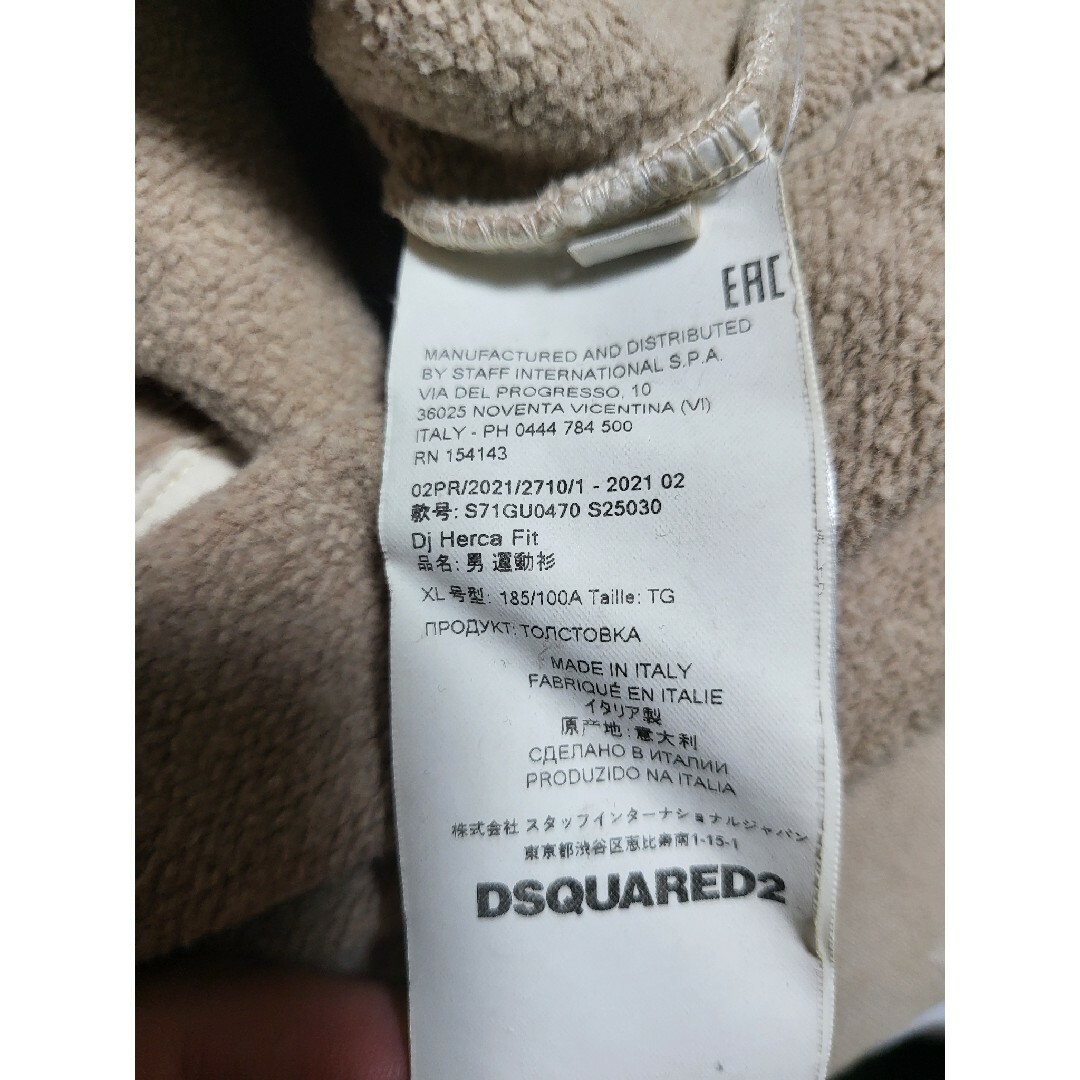 EAC
MANUFACTURED AND DISTRIBUTED
BY STAFF INTERNATIONAL S.P.A.
VIA DEL PROGRESSO, 10
36025 NOVENTA VICENTINA (VI)
ITALY - PH 0444 784 500
RN 154143
02PR/2021/2710/1 - 2021 02
款号: S71GU0470 S25030
Dj Herca Fit
品名: 男 運動衫
XL 号型: 185/100A Taille: TG
ПРОДУКТ: ТОЛСТОВКА
MADE IN ITALY
FABRIQUÉ EN ITALIE
イタリア製
原产地: 意大利
СДЕЛАНО В ИТАЛИИ
PRODUZIDO NA ITALIA
株式会社 スタッフインターナショナルジャパン
東京都渋谷区恵比寿南1-15-1
DSQUARED2